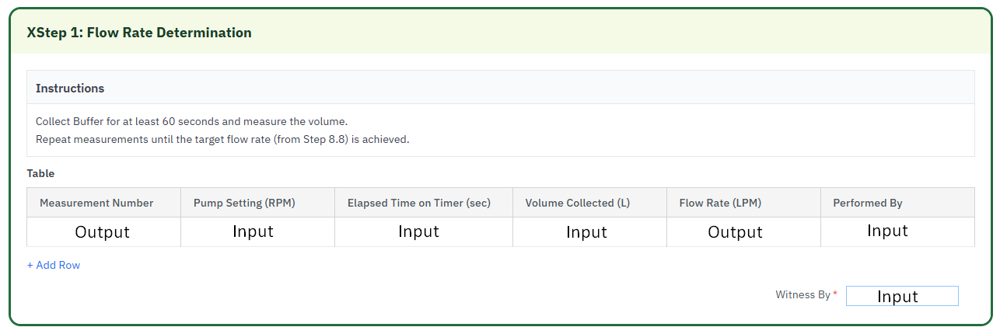 XStep 1: Flow Rate Determination
Instructions
Collect Buffer for at least 60 seconds and measure the volume.
Repeat measurements until the target flow rate (from Step 8.8) is achieved.
Table
Measurement Number Pump Setting (RPM) Elapsed Time on Timer (sec) Volume Collected (L) Flow Rate (LPM) Performed By
Output Input Input Input Output Input
+ Add Row
Witness By * Input